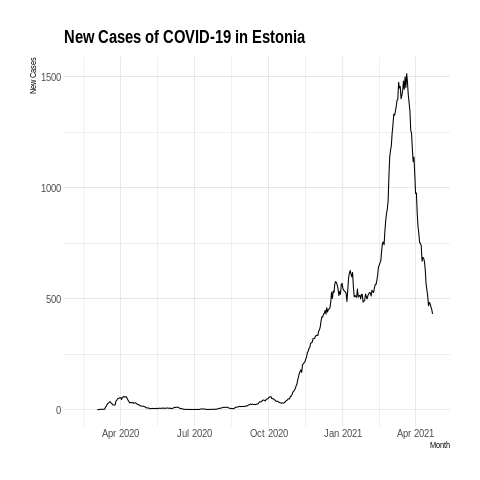 New Cases of COVID-19 in Estonia
New Cases
1500
1000
500
0
Apr 2020 Jul 2020 Oct 2020 Jan 2021 Apr 2021
Month